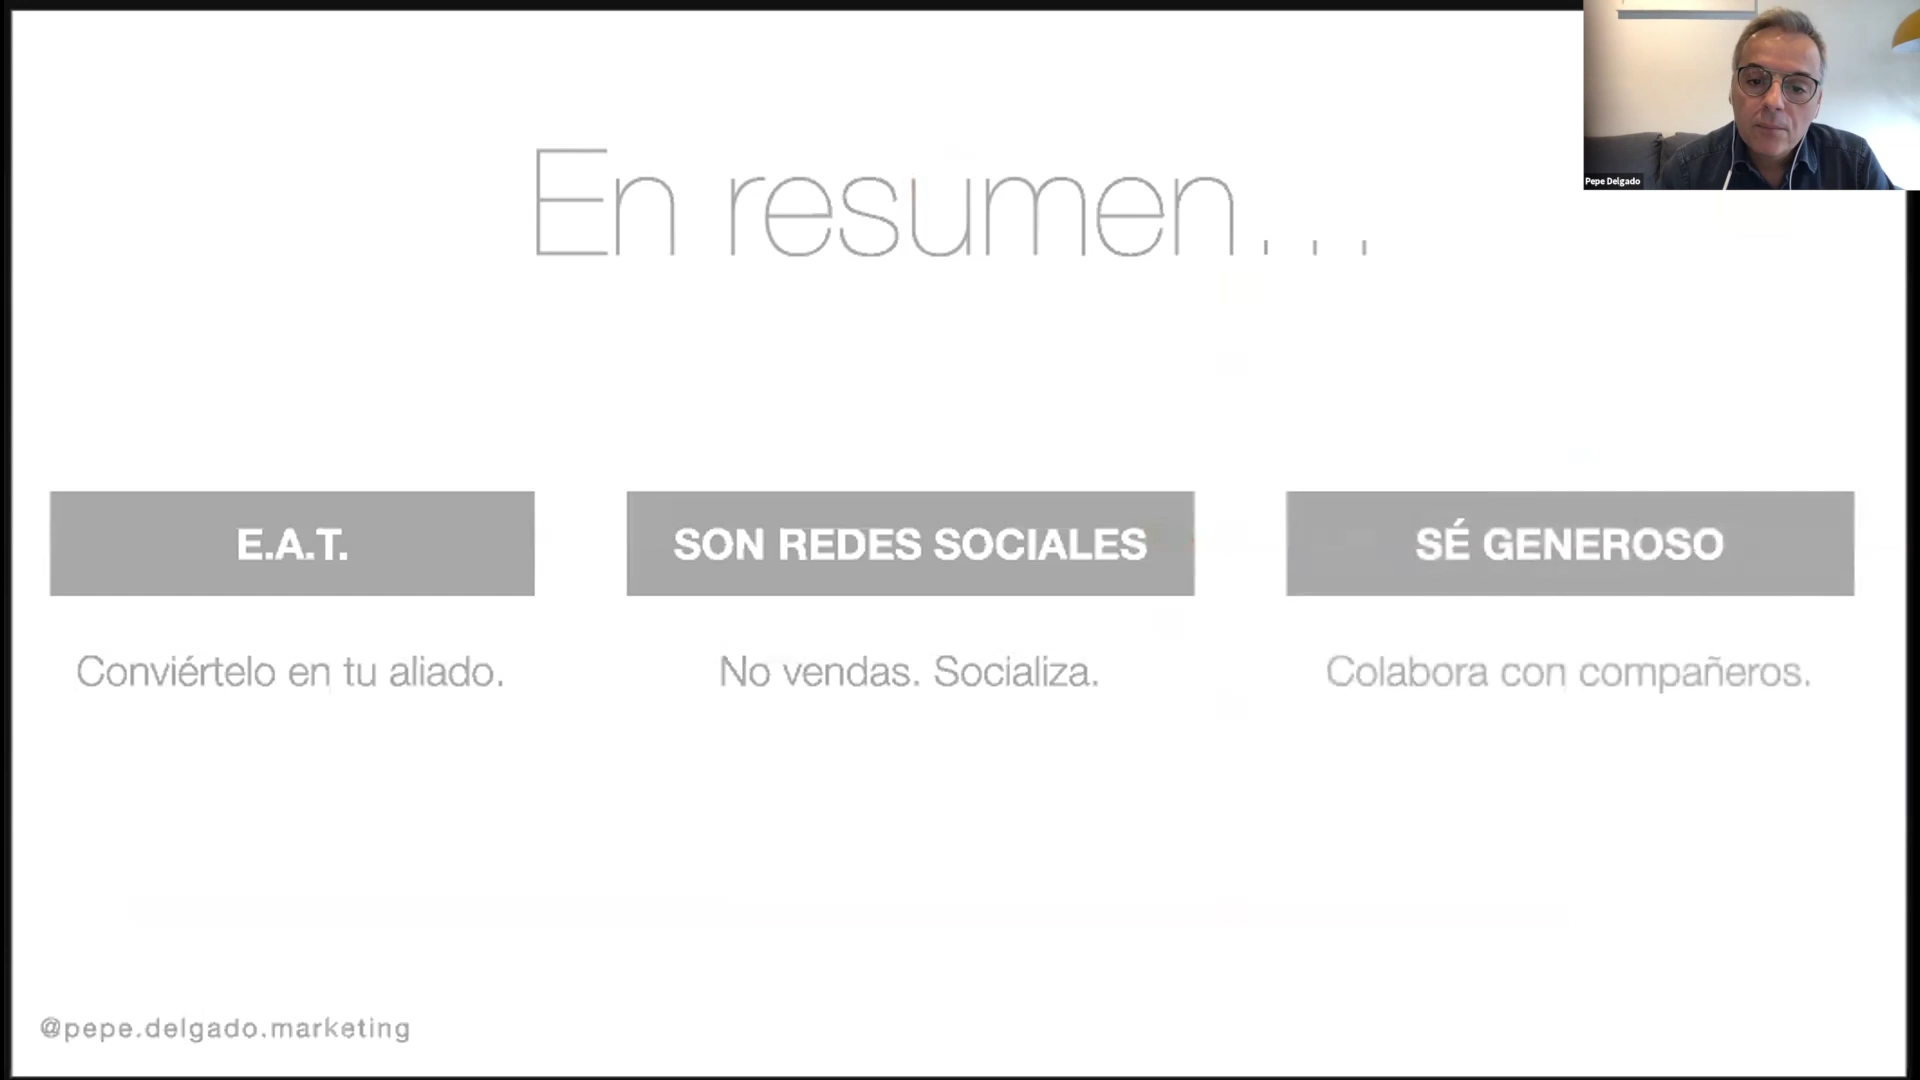 En resumen...
E.A.T.
SON REDES SOCIALES
SÉ GENEROSO
Conviértelo en tu aliado.
No vendas. Socializa.
Colabora con compañeros.
@pepe.delgado.marketing
Pepe Delgado